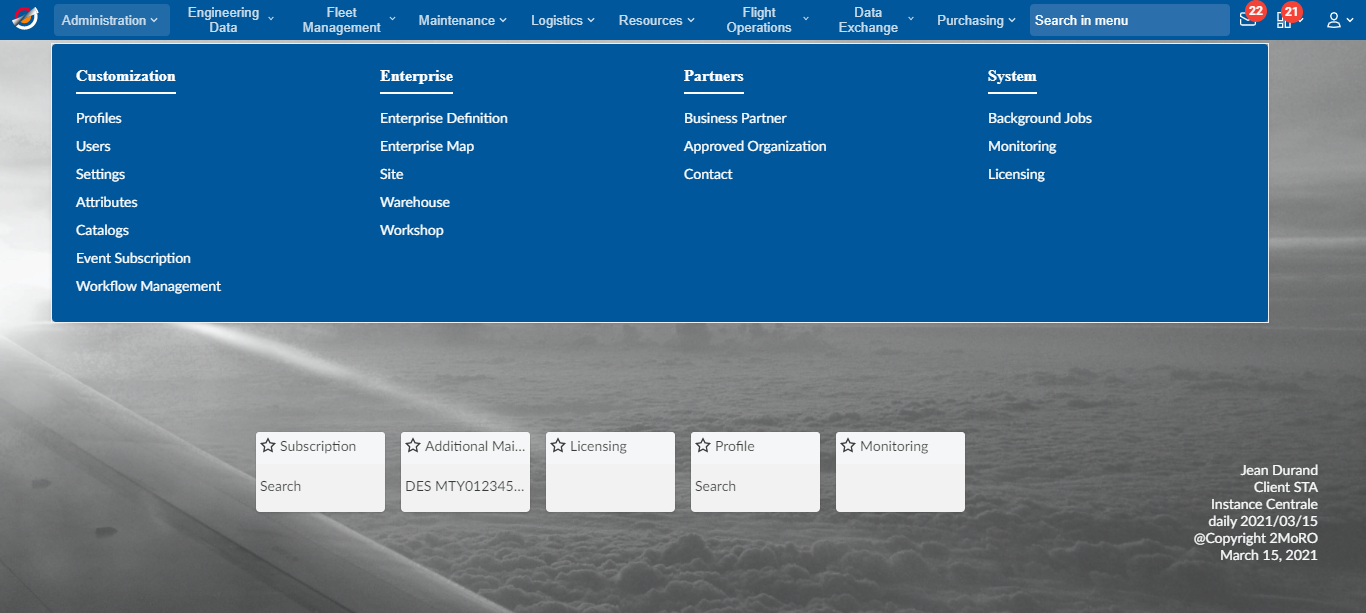 Administration
Engineering
Data
Fleet
Management
Maintenance
Logistics
Resources
Flight
Operations
Data
Exchange
Purchasing
Search in menu
22
21
Customization
Profiles
Users
Settings
Attributes
Catalogs
Event Subscription
Workflow Management
Enterprise
Enterprise Definition
Enterprise Map
Site
Warehouse
Workshop
Partners
Business Partner
Approved Organization
Contact
System
Background Jobs
Monitoring
Licensing
Subscription
Search
Additional Mai...
DES MTY012345...
Licensing
Profile
Search
Monitoring
Jean Durand
Client STA
Instance Centrale
daily 2021/03/15
@Copyright 2MoRO
March 15, 2021